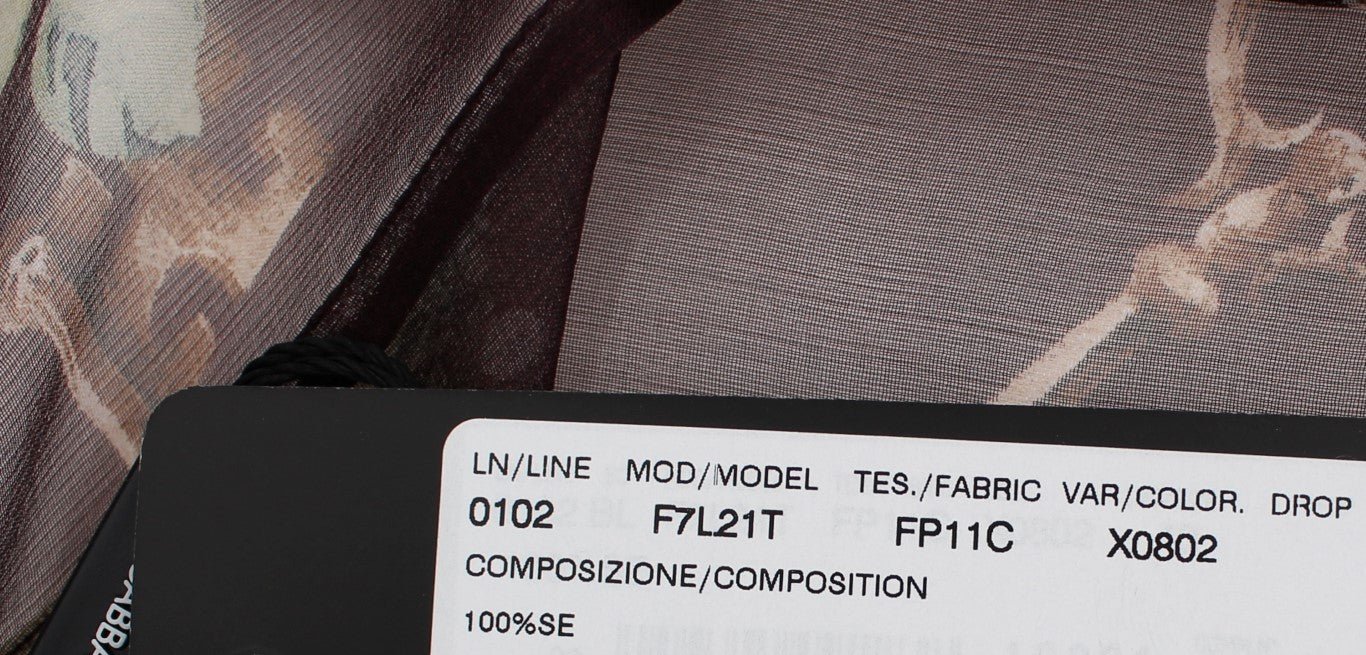 LN/LINE MOD/MODEL TES./FABRIC VAR/COLOR. DROP
0102 F7L21T FP11C X0802
COMPOSIZIONE/COMPOSITION
100%SE